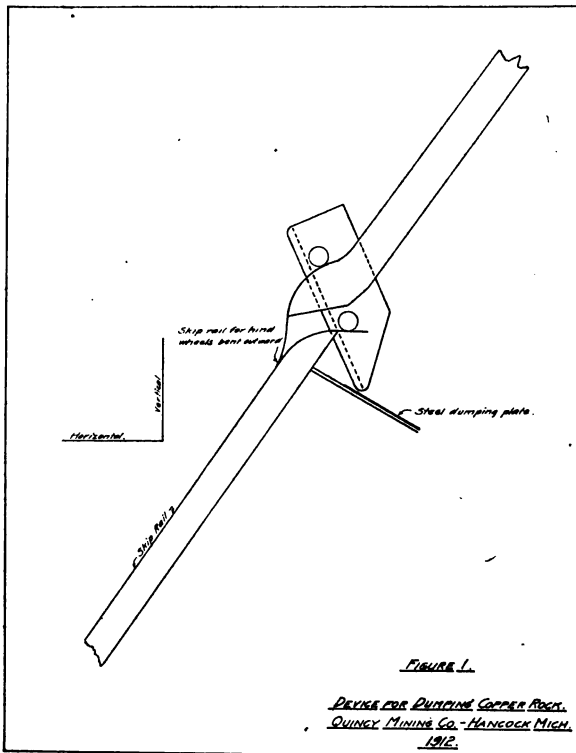 Skip rail for hind
wheels bent outward
Vertical
Horizontal.
Steel dumping plate.
Skip Rail
FIGURE 1.
DEVICE FOR DUMPING COPPER ROCK.
QUINCY MINING CO. - HANCOCK MICH.
1912.